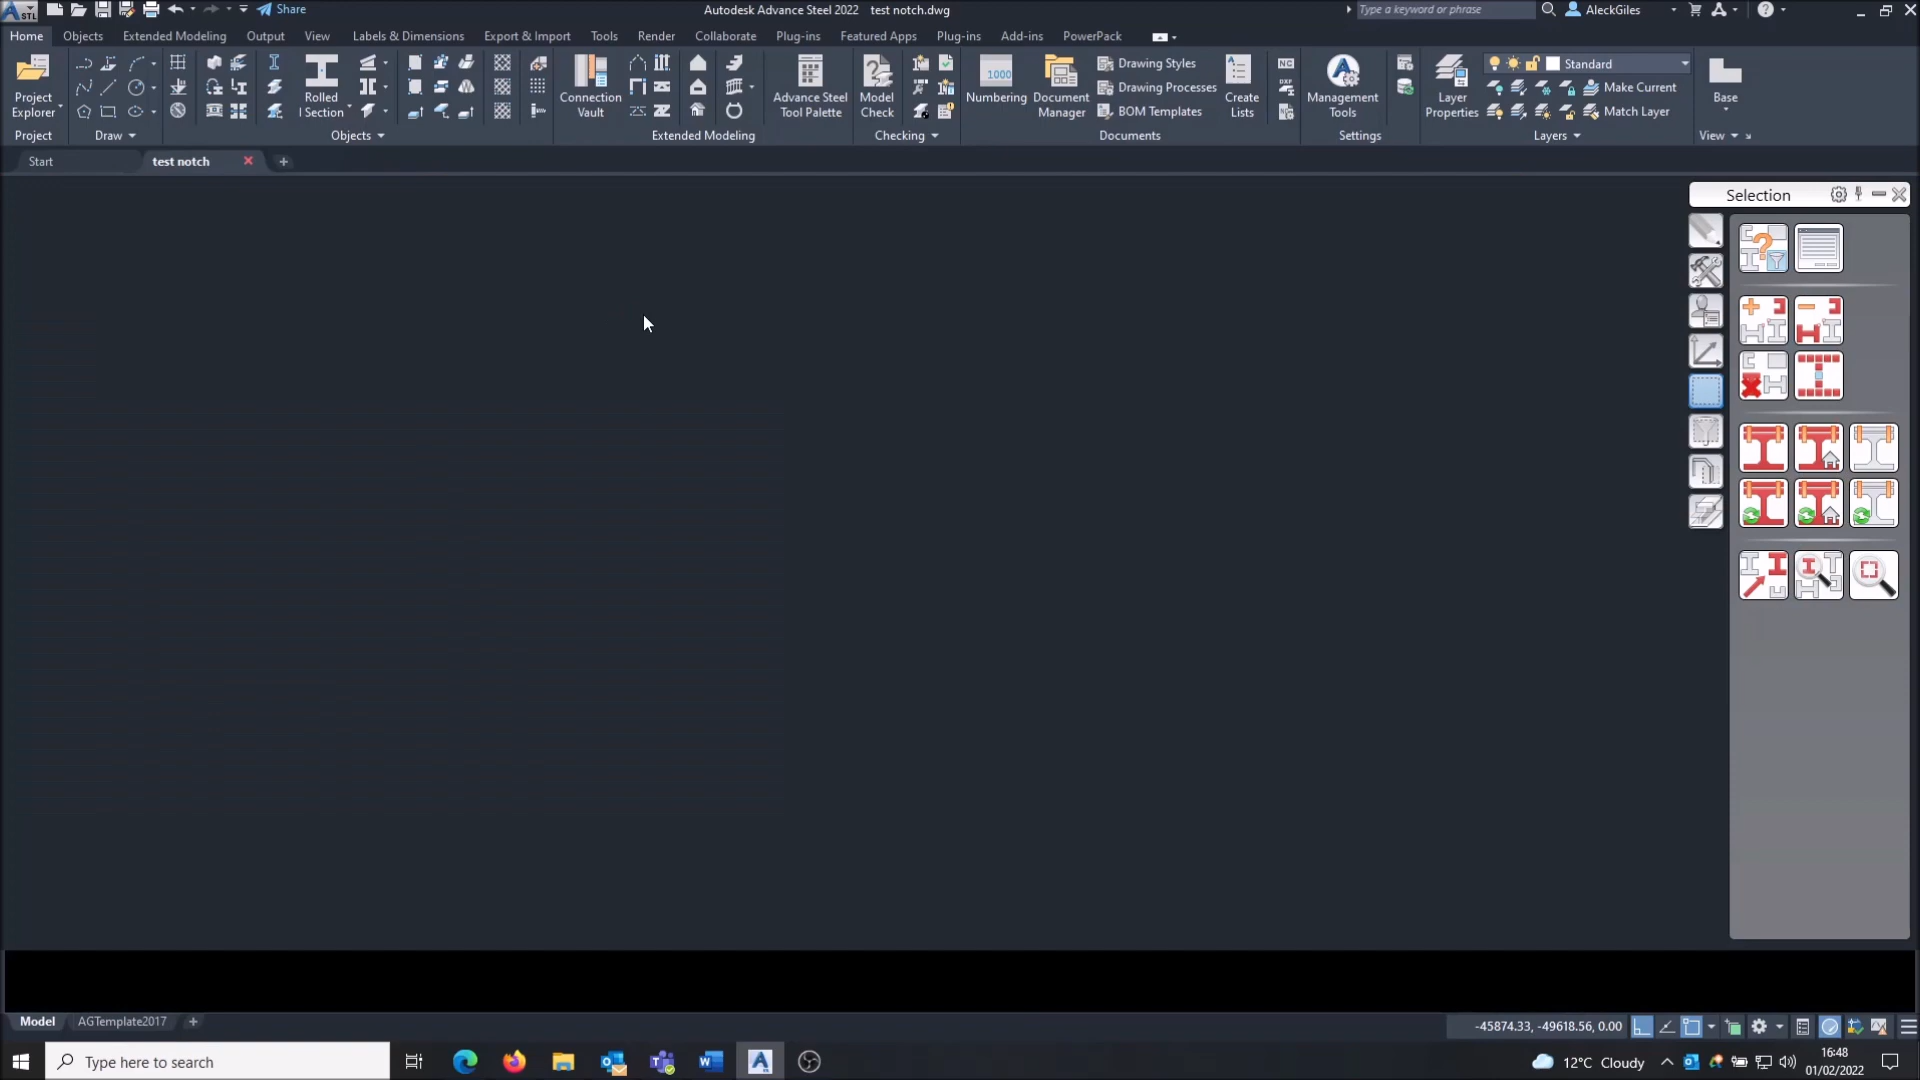 STL
Share
Autodesk Advance Steel 2022 test notch.dwg
Type a keyword or phrase
AleckGiles
Home Objects Extended Modeling Output View Labels & Dimensions Export & Import Tools Render Collaborate Plug-ins Featured Apps Plug-ins Add-ins PowerPack
Project Explorer
Project
Draw
Rolled I Section
Objects
Connection Vault
Extended Modeling
Advance Steel Tool Palette
Model Check
Checking
1000
Numbering
Document Manager
Drawing Styles
Drawing Processes
BOM Templates
Create Lists
NC
DXF
Documents
Management Tools
Settings
Layer Properties
Standard
Make Current
Match Layer
Layers
Base
View
Start
test notch
Selection
Model
AGTemplate2017
-45874.33, -49618.56, 0.00
Type here to search
12°C Cloudy
16:48
01/02/2022